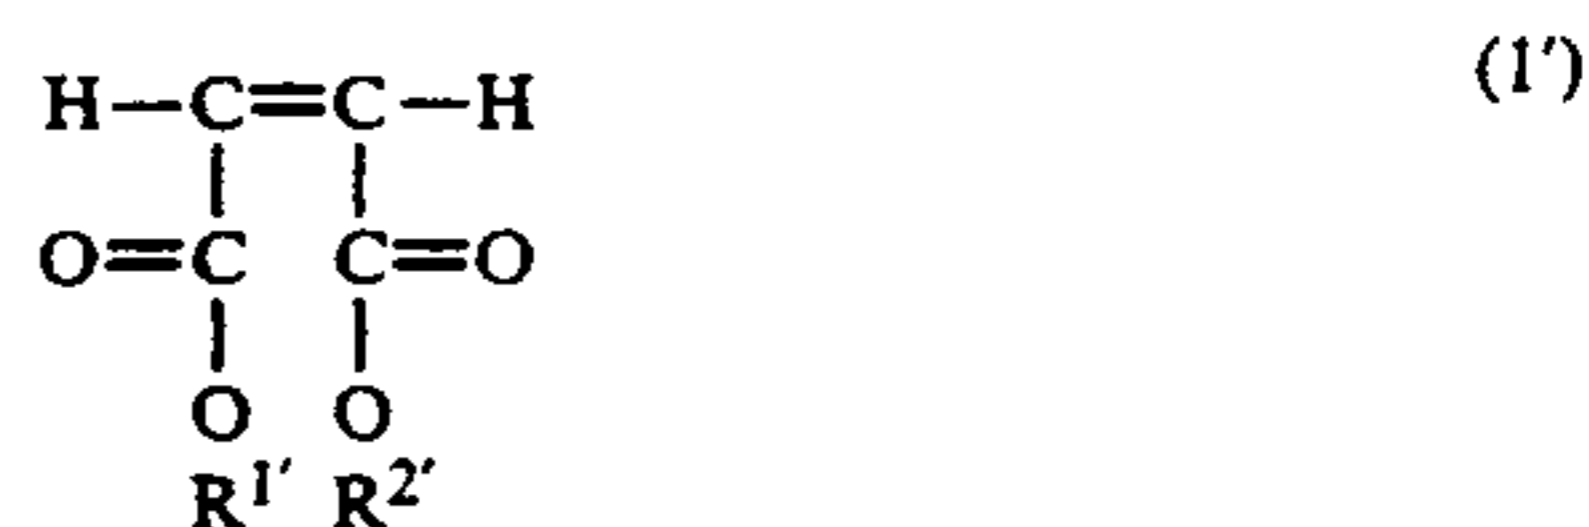 H—C=C—H (1′)
O=C C=O
O O
R¹′ R²′